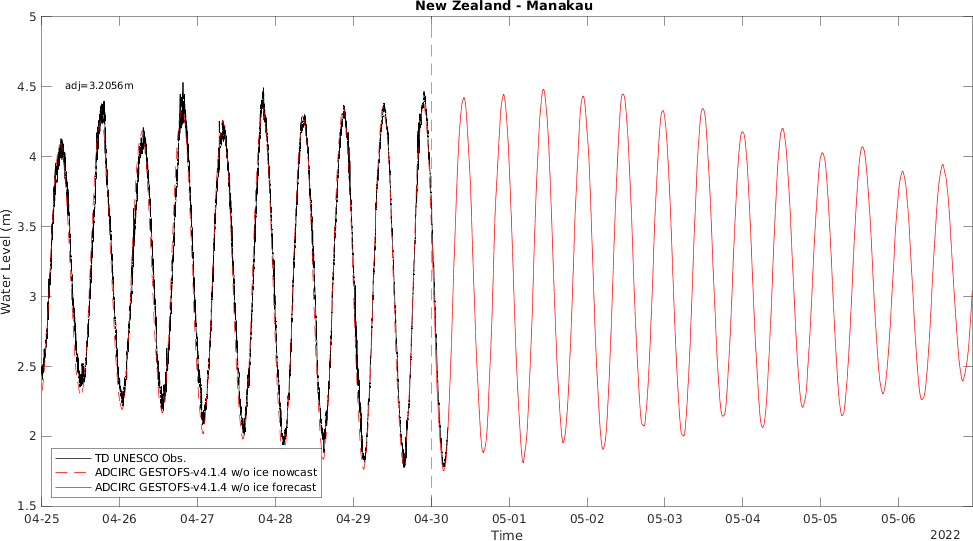 New Zealand - Manakau
5
4.5
4
3.5
3
2.5
2
1.5
Water Level (m)
adj=3.2056m
TD UNESCO Obs.
ADCIRC GESTOFS-v4.1.4 w/o ice nowcast
ADCIRC GESTOFS-v4.1.4 w/o ice forecast
04-25 04-26 04-27 04-28 04-29 04-30 05-01 05-02 05-03 05-04 05-05 05-06
Time
2022